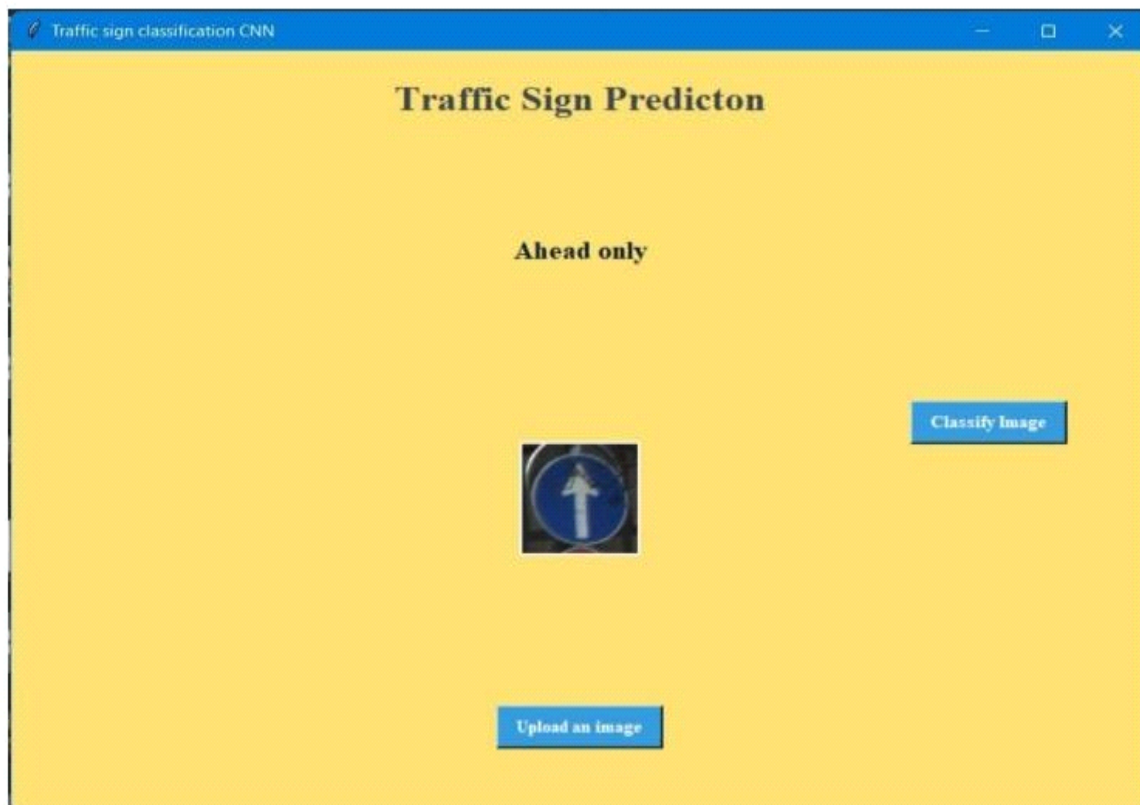 Traffic sign classification CNN
Traffic Sign Predicton
Ahead only
Classify Image
Upload an image